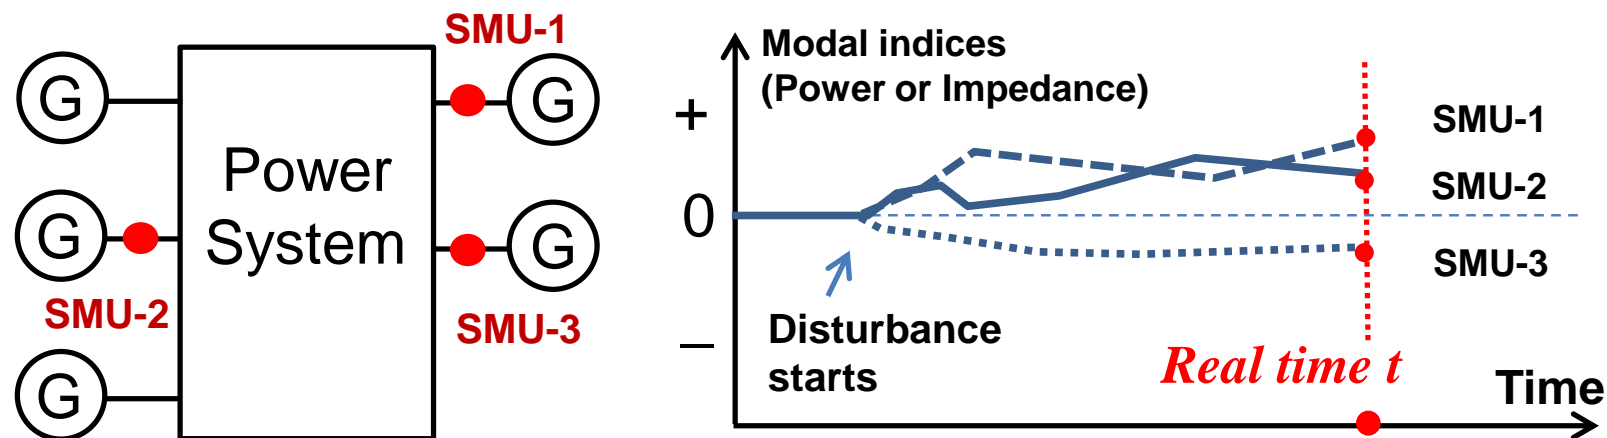 SMU-1
G
G
G
G
G
Power
System
SMU-2
SMU-3
Modal indices
(Power or Impedance)
+
0
–
SMU-1
SMU-2
SMU-3
Disturbance
starts
Real time t
Time